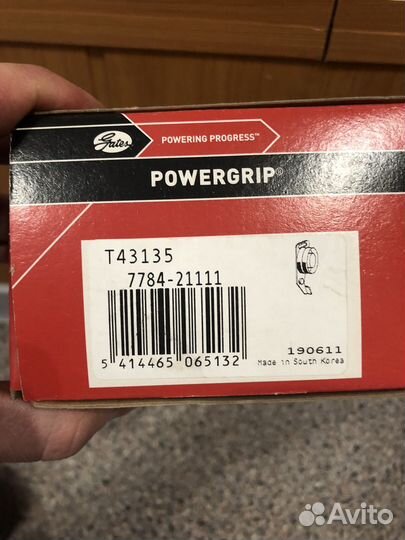 Gates
POWERING PROGRESS™
POWERGRIP®
T43135
7784-21111
5 414465 065132
190611
Made in South Korea
Avito